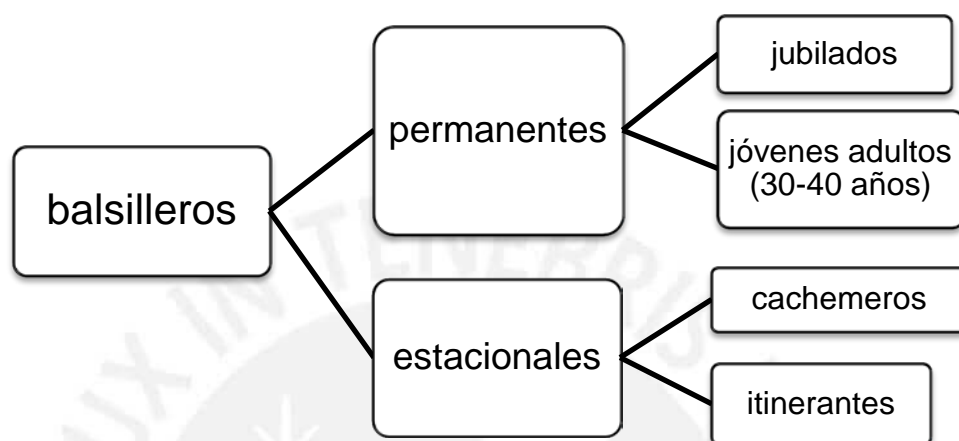 balsilleros
permanentes
jubilados
jóvenes adultos
(30-40 años)
estacionales
cachemeros
itinerantes